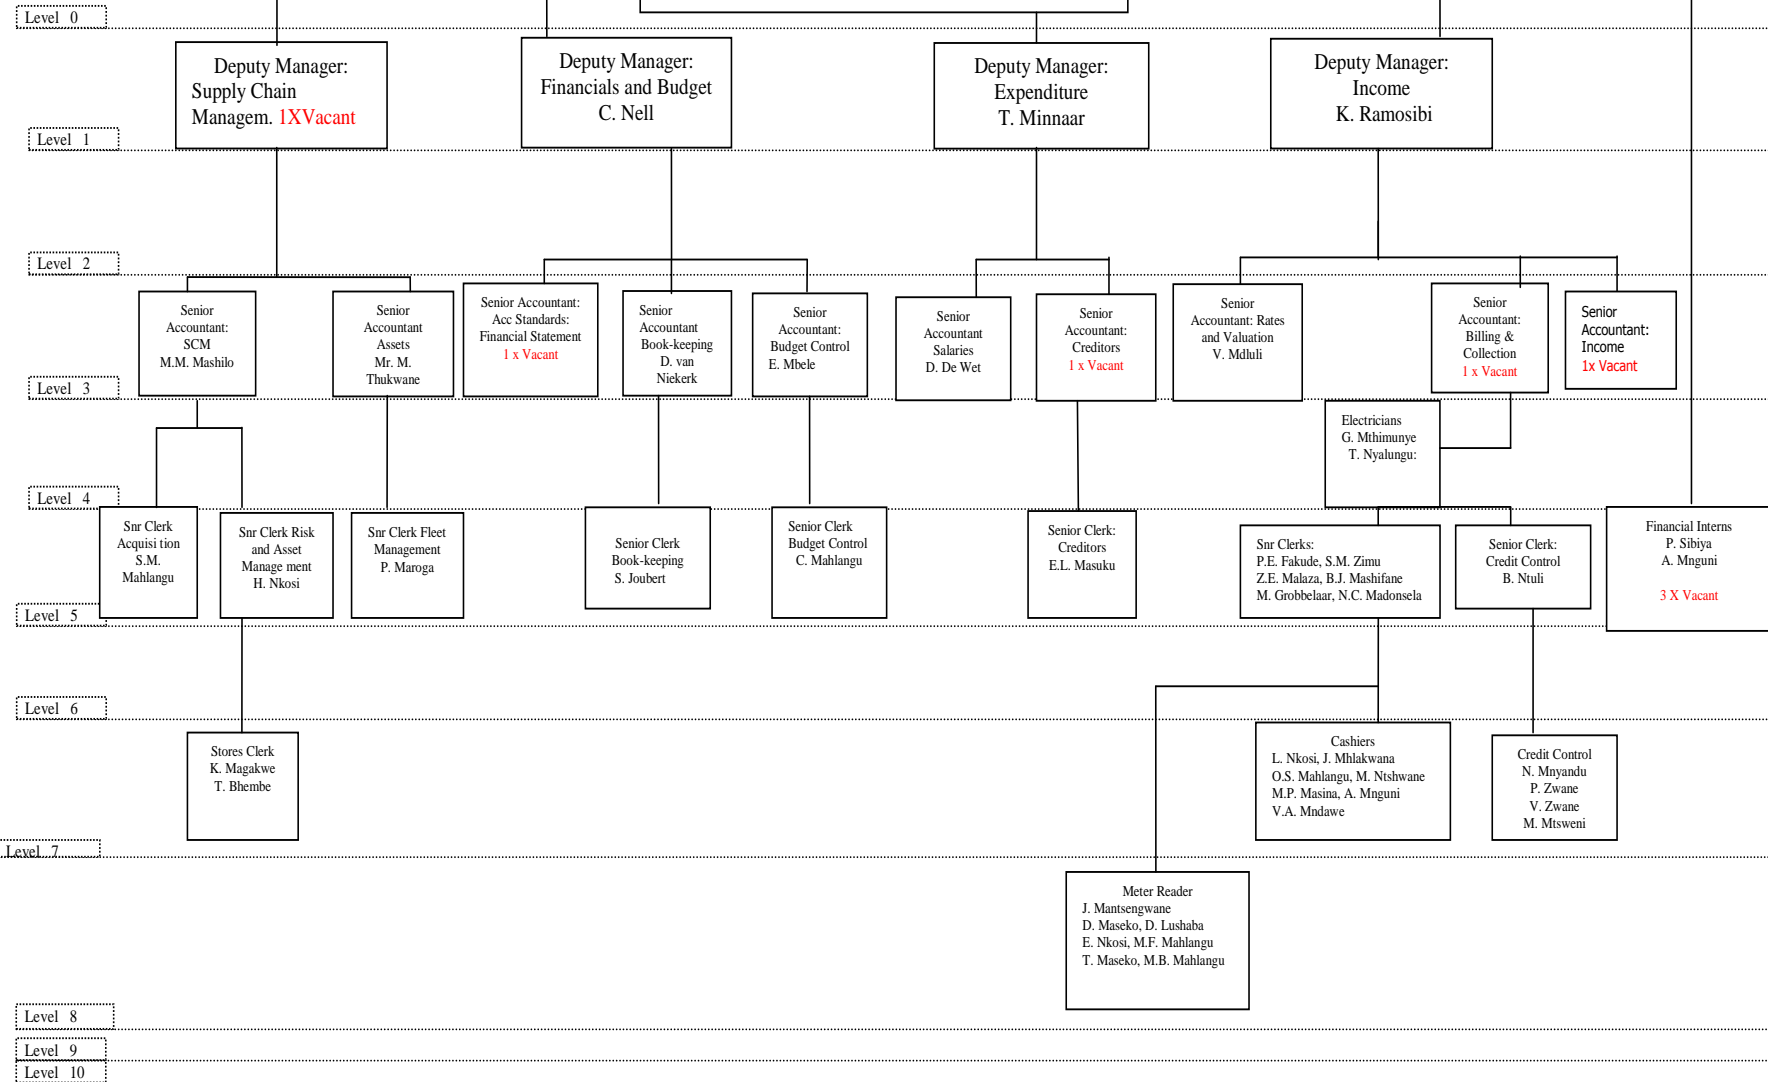 Level 0
Deputy Manager:
Supply Chain
Managem. 1XVacant
Deputy Manager:
Financials and Budget
C. Nell
Deputy Manager:
Expenditure
T. Minnaar
Deputy Manager:
Income
K. Ramosibi
Level 1
Level 2
Senior
Accountant:
SCM
M.M. Mashilo
Senior
Accountant
Assets
Mr. M.
Thukwane
Senior Accountant:
Acc Standards:
Financial Statement
1 x Vacant
Senior
Accountant
Book-keeping
D. van
Niekerk
Senior
Accountant:
Budget Control
E. Mbele
Senior
Accountant
Salaries
D. De Wet
Senior
Accountant:
Creditors
1 x Vacant
Senior
Accountant: Rates
and Valuation
V. Mdluli
Senior
Accountant:
Billing &
Collection
1 x Vacant
Senior
Accountant:
Income
1x Vacant
Level 3
Electricians
G. Mthimunye
T. Nyalungu:
Level 4
Snr Clerk
Acquisi tion
S.M.
Mahlangu
Snr Clerk Risk
and Asset
Manage ment
H. Nkosi
Snr Clerk Fleet
Management
P. Maroga
Senior Clerk
Book-keeping
S. Joubert
Senior Clerk
Budget Control
C. Mahlangu
Senior Clerk:
Creditors
E.L. Masuku
Snr Clerks:
P.E. Fakude, S.M. Zimu
Z.E. Malaza, B.J. Mashifane
M. Grobbelaar, N.C. Madonsela
Senior Clerk:
Credit Control
B. Ntuli
Financial Interns
P. Sibiya
A. Mnguni
3 X Vacant
Level 5
Level 6
Stores Clerk
K. Magakwe
T. Bhembe
Cashiers
L. Nkosi, J. Mhlakwana
O.S. Mahlangu, M. Ntshwane
M.P. Masina, A. Mnguni
V.A. Mndawe
Credit Control
N. Mnyandu
P. Zwane
V. Zwane
M. Mtsweni
Level 7
Meter Reader
J. Mantsengwane
D. Maseko, D. Lushaba
E. Nkosi, M.F. Mahlangu
T. Maseko, M.B. Mahlangu
Level 8
Level 9
Level 10